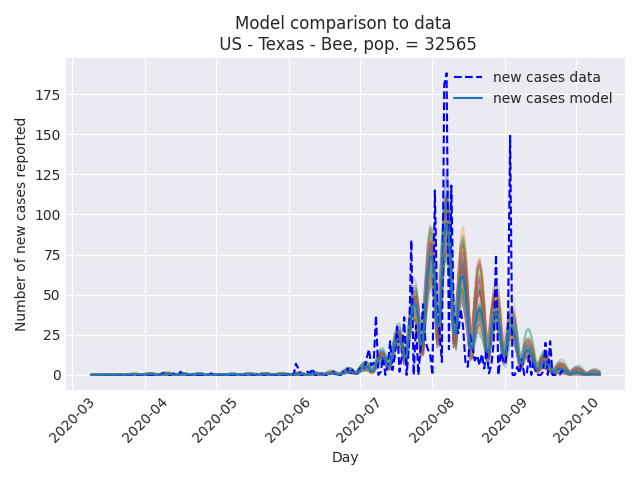 Model comparison to data
US - Texas - Bee, pop. = 32565
new cases data
new cases model
Number of new cases reported
175
150
125
100
75
50
25
0
2020-03
2020-04
2020-05
2020-06
2020-07
2020-08
2020-09
2020-10
Day